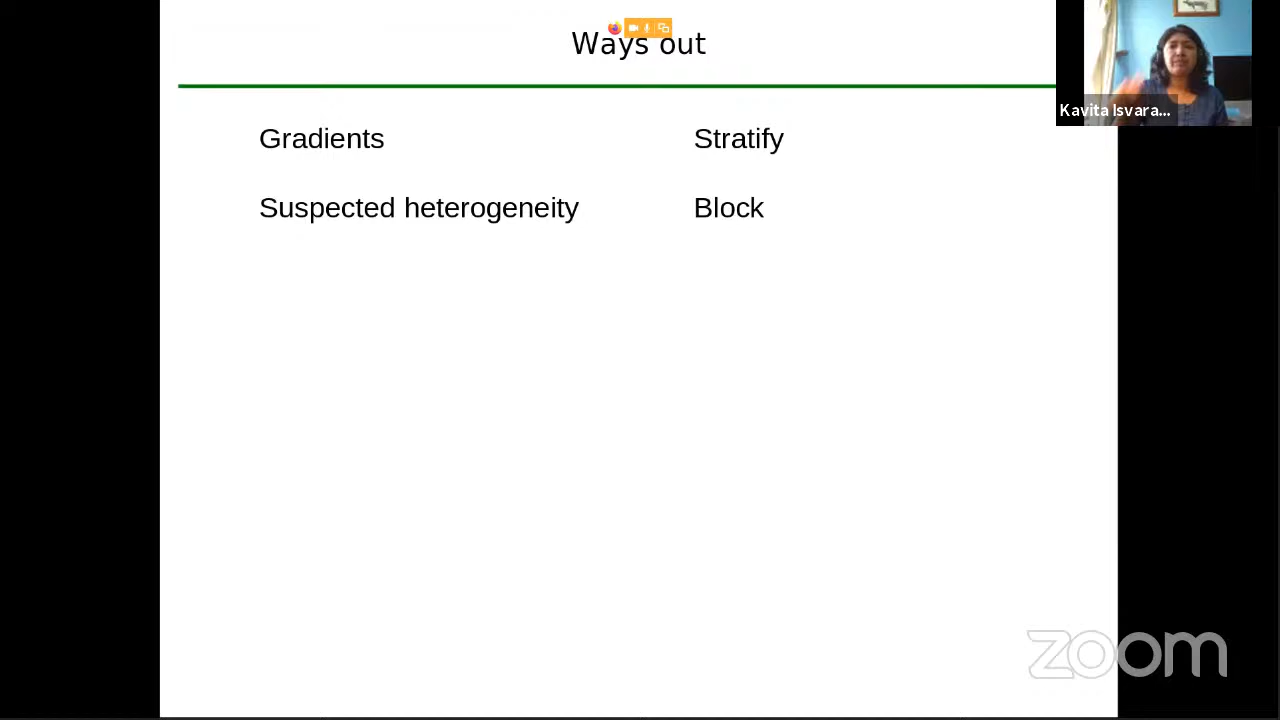 Ways out
Kavita Isvara...
Gradients
Stratify
Suspected heterogeneity
Block
zoom